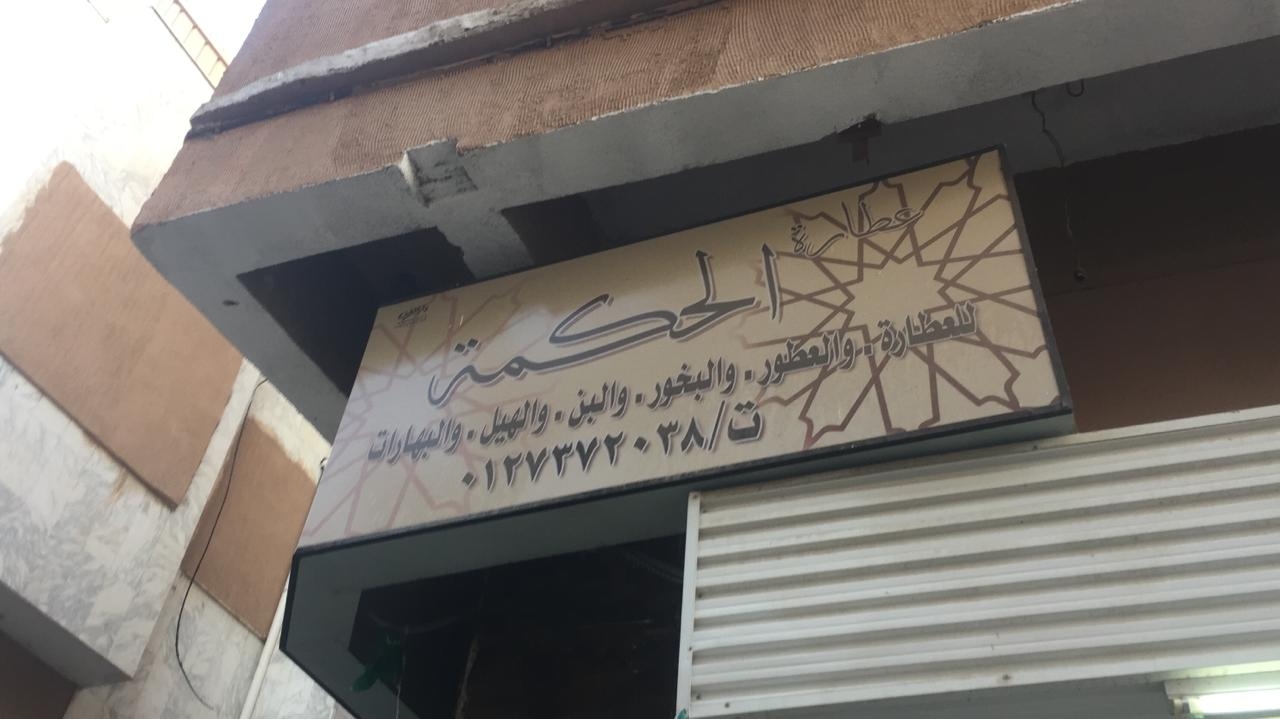 عطارة
الحكمة
للعطارة . والعطور . والبخور . والبن . والهيل . والبهارات
ت/٠١٢٧٣٧٢٠٣٨